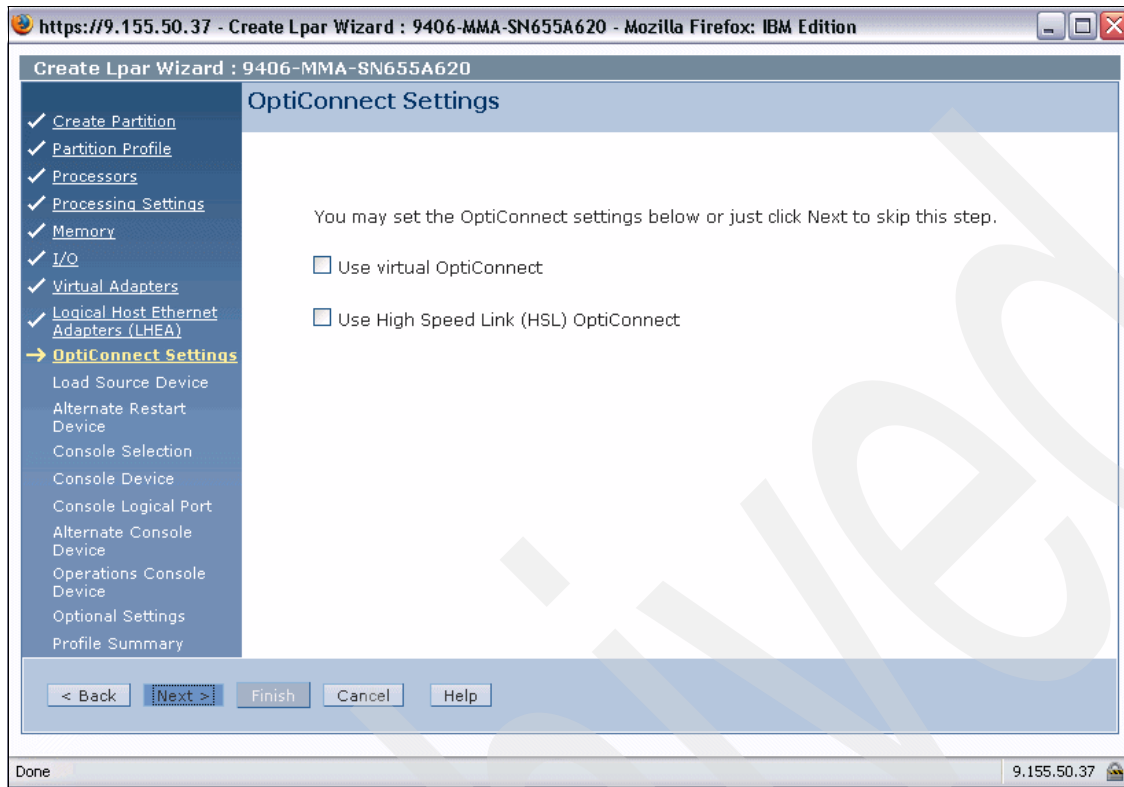 https://9.155.50.37 - Create Lpar Wizard : 9406-MMA-SN655A620 - Mozilla Firefox: IBM Edition
Create Lpar Wizard : 9406-MMA-SN655A620
Create Partition
Partition Profile
Processors
Processing Settings
Memory
I/O
Virtual Adapters
Logical Host Ethernet
Adapters (LHEA)
OptiConnect Settings
Load Source Device
Alternate Restart
Device
Console Selection
Console Device
Console Logical Port
Alternate Console
Device
Operations Console
Device
Optional Settings
Profile Summary
OptiConnect Settings
You may set the OptiConnect settings below or just click Next to skip this step.
Use virtual OptiConnect
Use High Speed Link (HSL) OptiConnect
< Back
Next >
Finish
Cancel
Help
Done
9.155.50.37